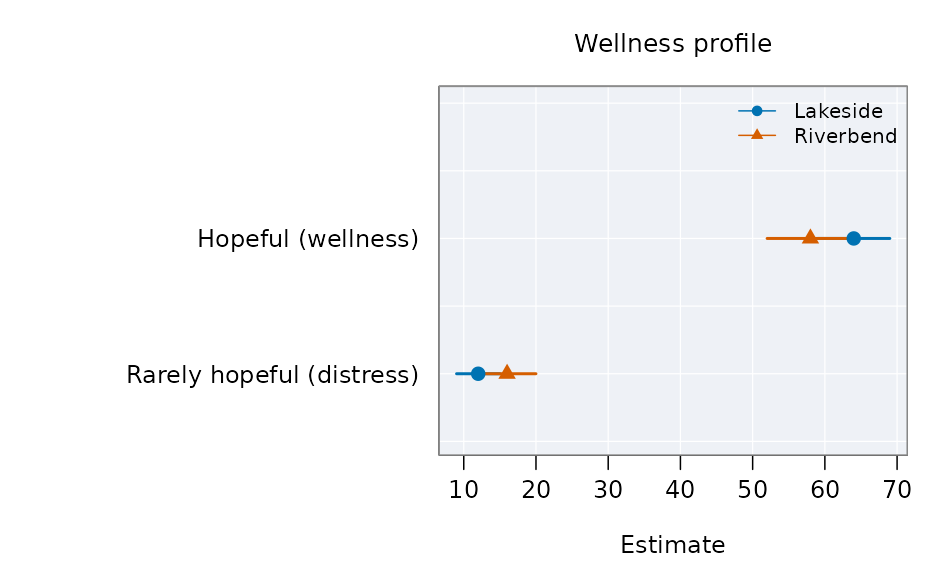 Wellness profile
Lakeside
Riverbend
Hopeful (wellness)
Rarely hopeful (distress)
10 20 30 40 50 60 70
Estimate